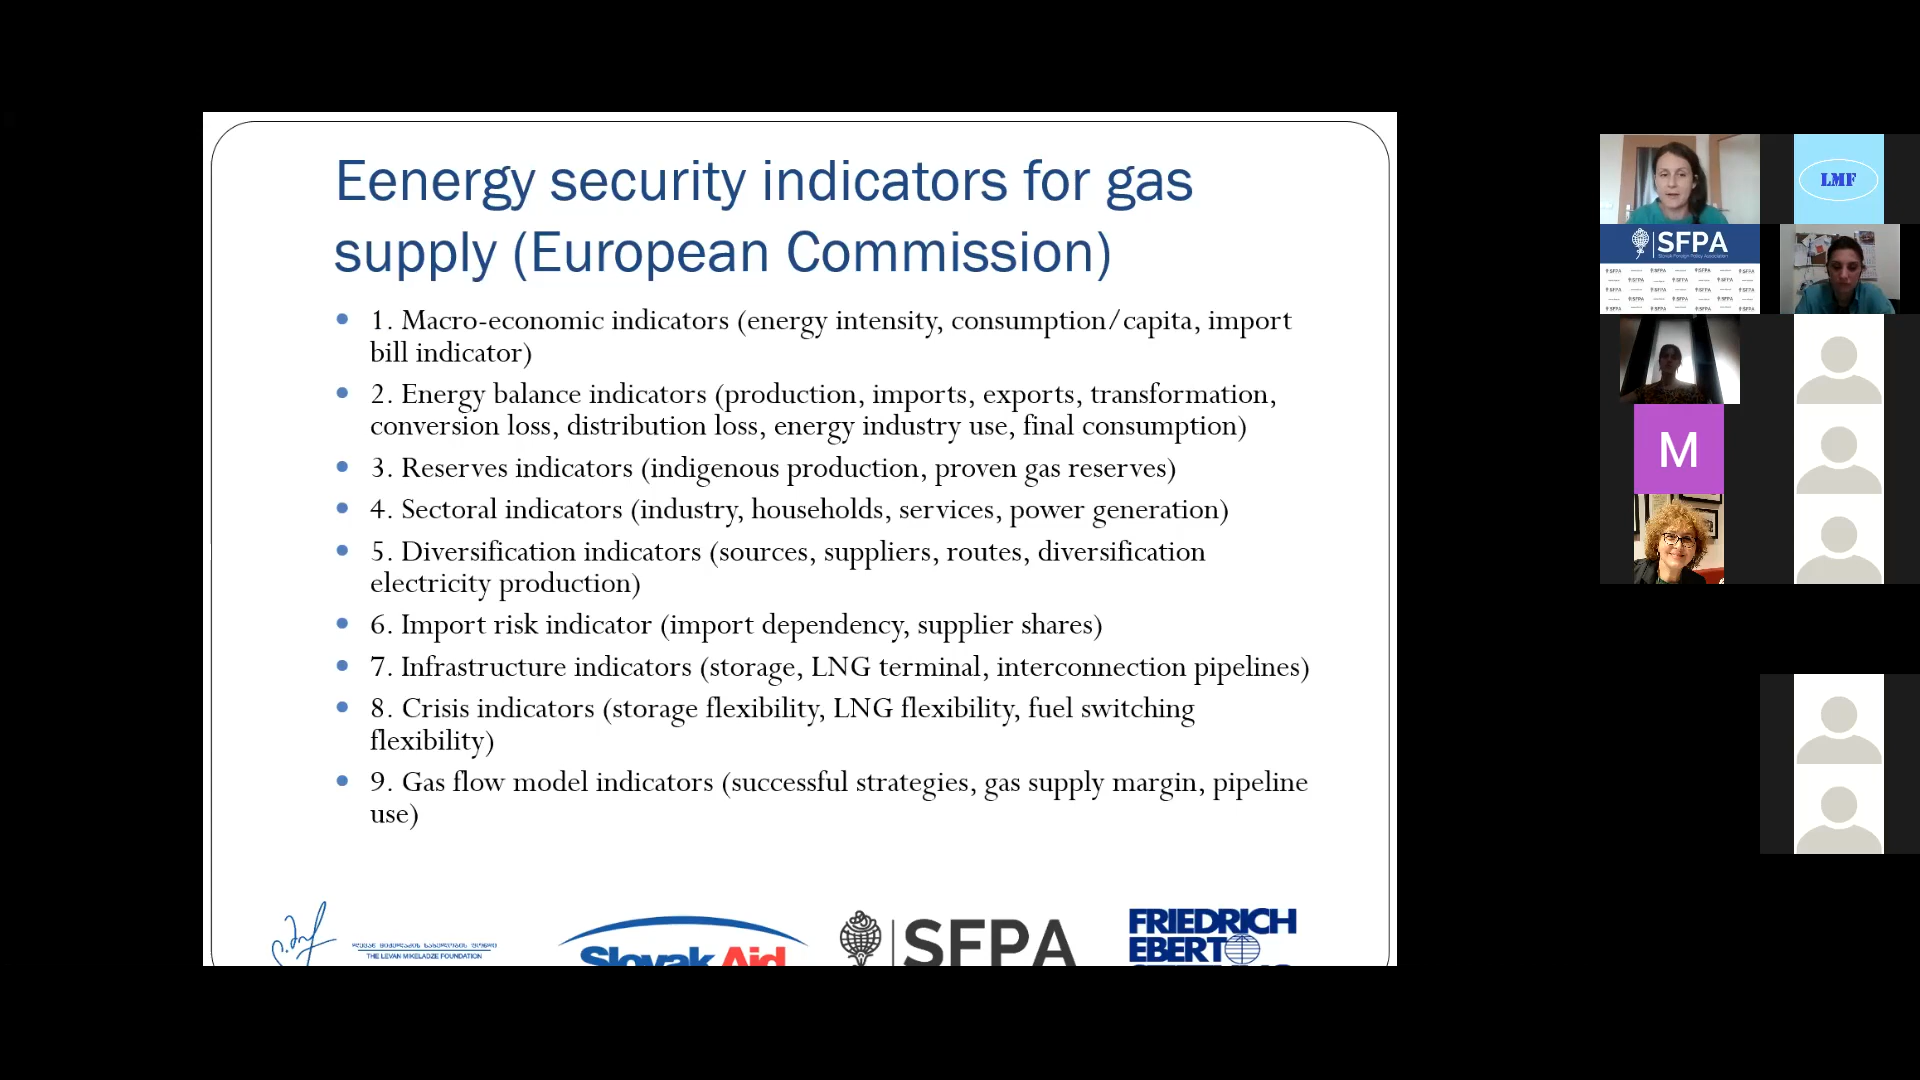 Eenergy security indicators for gas
supply (European Commission)
1. Macro-economic indicators (energy intensity, consumption/capita, import
bill indicator)
2. Energy balance indicators (production, imports, exports, transformation,
conversion loss, distribution loss, energy industry use, final consumption)
3. Reserves indicators (indigenous production, proven gas reserves)
4. Sectoral indicators (industry, households, services, power generation)
5. Diversification indicators (sources, suppliers, routes, diversification
electricity production)
6. Import risk indicator (import dependency, supplier shares)
7. Infrastructure indicators (storage, LNG terminal, interconnection pipelines)
8. Crisis indicators (storage flexibility, LNG flexibility, fuel switching
flexibility)
9. Gas flow model indicators (successful strategies, gas supply margin, pipeline
use)
THE LEVAN MIKELADZE FOUNDATION
SlovakAid
SFPA
FRIEDRICH
EBERT
LMF
SFPA
Slovak Foreign Policy Association
M